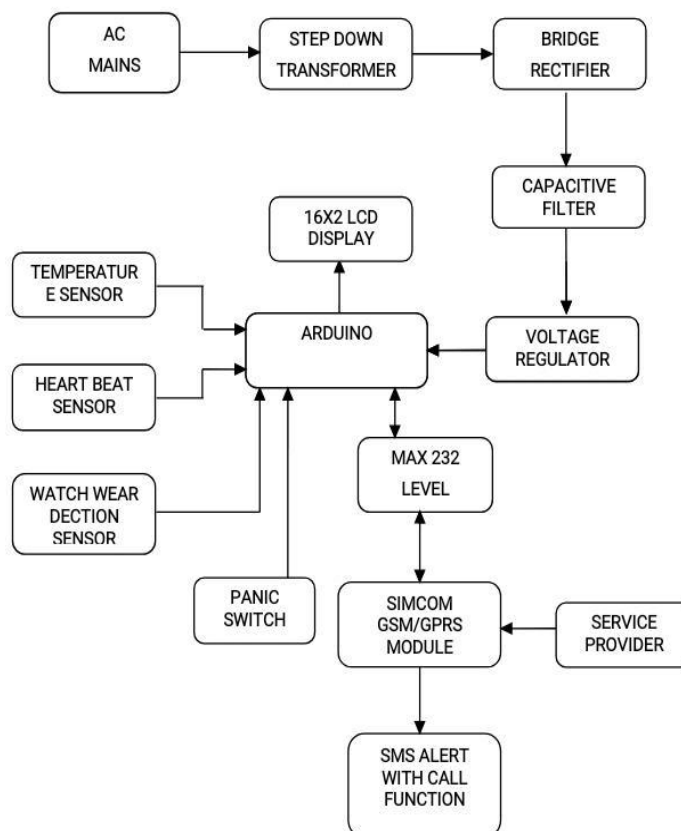 AC
MAINS
STEP DOWN
TRANSFORMER
BRIDGE
RECTIFIER
CAPACITIVE
FILTER
16X2 LCD
DISPLAY
TEMPERATUR
E SENSOR
ARDUINO
VOLTAGE
REGULATOR
HEART BEAT
SENSOR
MAX 232
LEVEL
WATCH WEAR
DECTION
SENSOR
PANIC
SWITCH
SIMCOM
GSM/GPRS
MODULE
SERVICE
PROVIDER
SMS ALERT
WITH CALL
FUNCTION